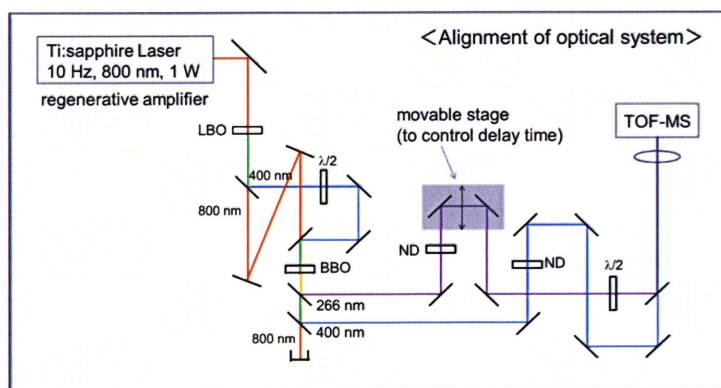 Ti:sapphire Laser
10 Hz, 800 nm, 1 W
regenerative amplifier
<Alignment of optical system>
movable stage
(to control delay time)
TOF-MS
LBO
λ/2
400 nm
800 nm
ND
ND
BBO
λ/2
266 nm
400 nm
800 nm